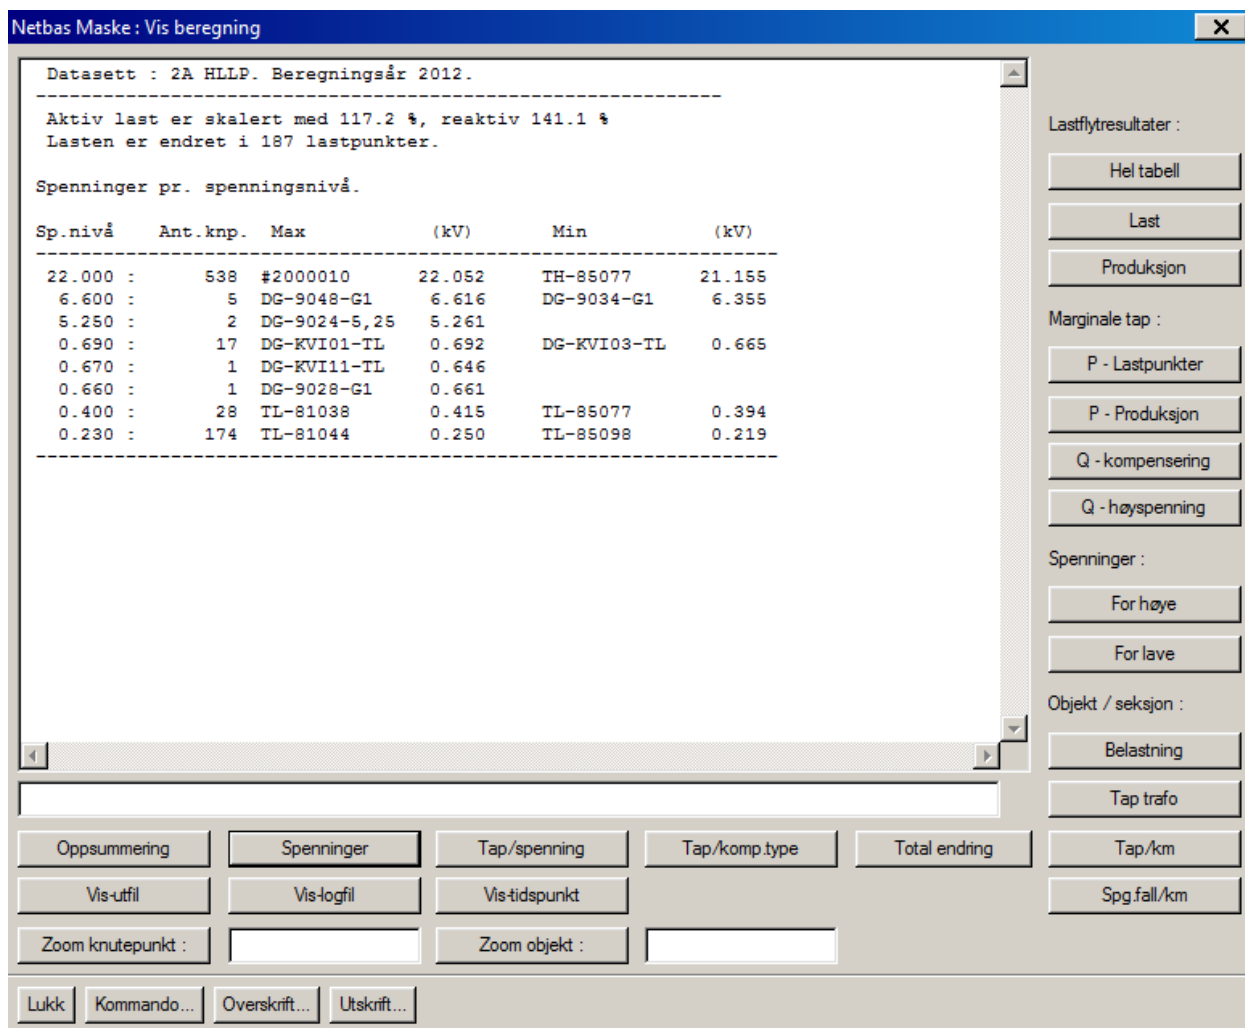 Netbas Maske : Vis beregning
Datasett : 2A HLLP. Beregningsår 2012.
-------------------------------------------------------------
Aktiv last er skalert med 117.2 %, reaktiv 141.1 %
Lasten er endret i 187 lastpunkter.
Spenninger pr. spenningsnivå.
Sp.nivå Ant.knp. Max (kV) Min (kV)
------------------------------------------------------------------
22.000 : 538 #2000010 22.052 TH-85077 21.155
6.600 : 5 DG-9048-G1 6.616 DG-9034-G1 6.355
5.250 : 2 DG-9024-5,25 5.261
0.690 : 17 DG-KVI01-TL 0.692 DG-KVI03-TL 0.665
0.670 : 1 DG-KVI11-TL 0.646
0.660 : 1 DG-9028-G1 0.661
0.400 : 28 TL-81038 0.415 TL-85077 0.394
0.230 : 174 TL-81044 0.250 TL-85098 0.219
------------------------------------------------------------------
Lastflytresultater :
Hel tabell
Last
Produksjon
Marginale tap :
P - Lastpunkter
P - Produksjon
Q - kompensering
Q - høyspenning
Spenninger :
For høye
For lave
Objekt / seksjon :
Belastning
Tap trafo
Oppsummering Spenninger Tap/spenning Tap/komp.type Total endring Tap/km
Vis-utfil Vis-logfil Vis-tidspunkt Spg.fall/km
Zoom knutepunkt : Zoom objekt :
Lukk Kommando... Overskrift... Utskrift...